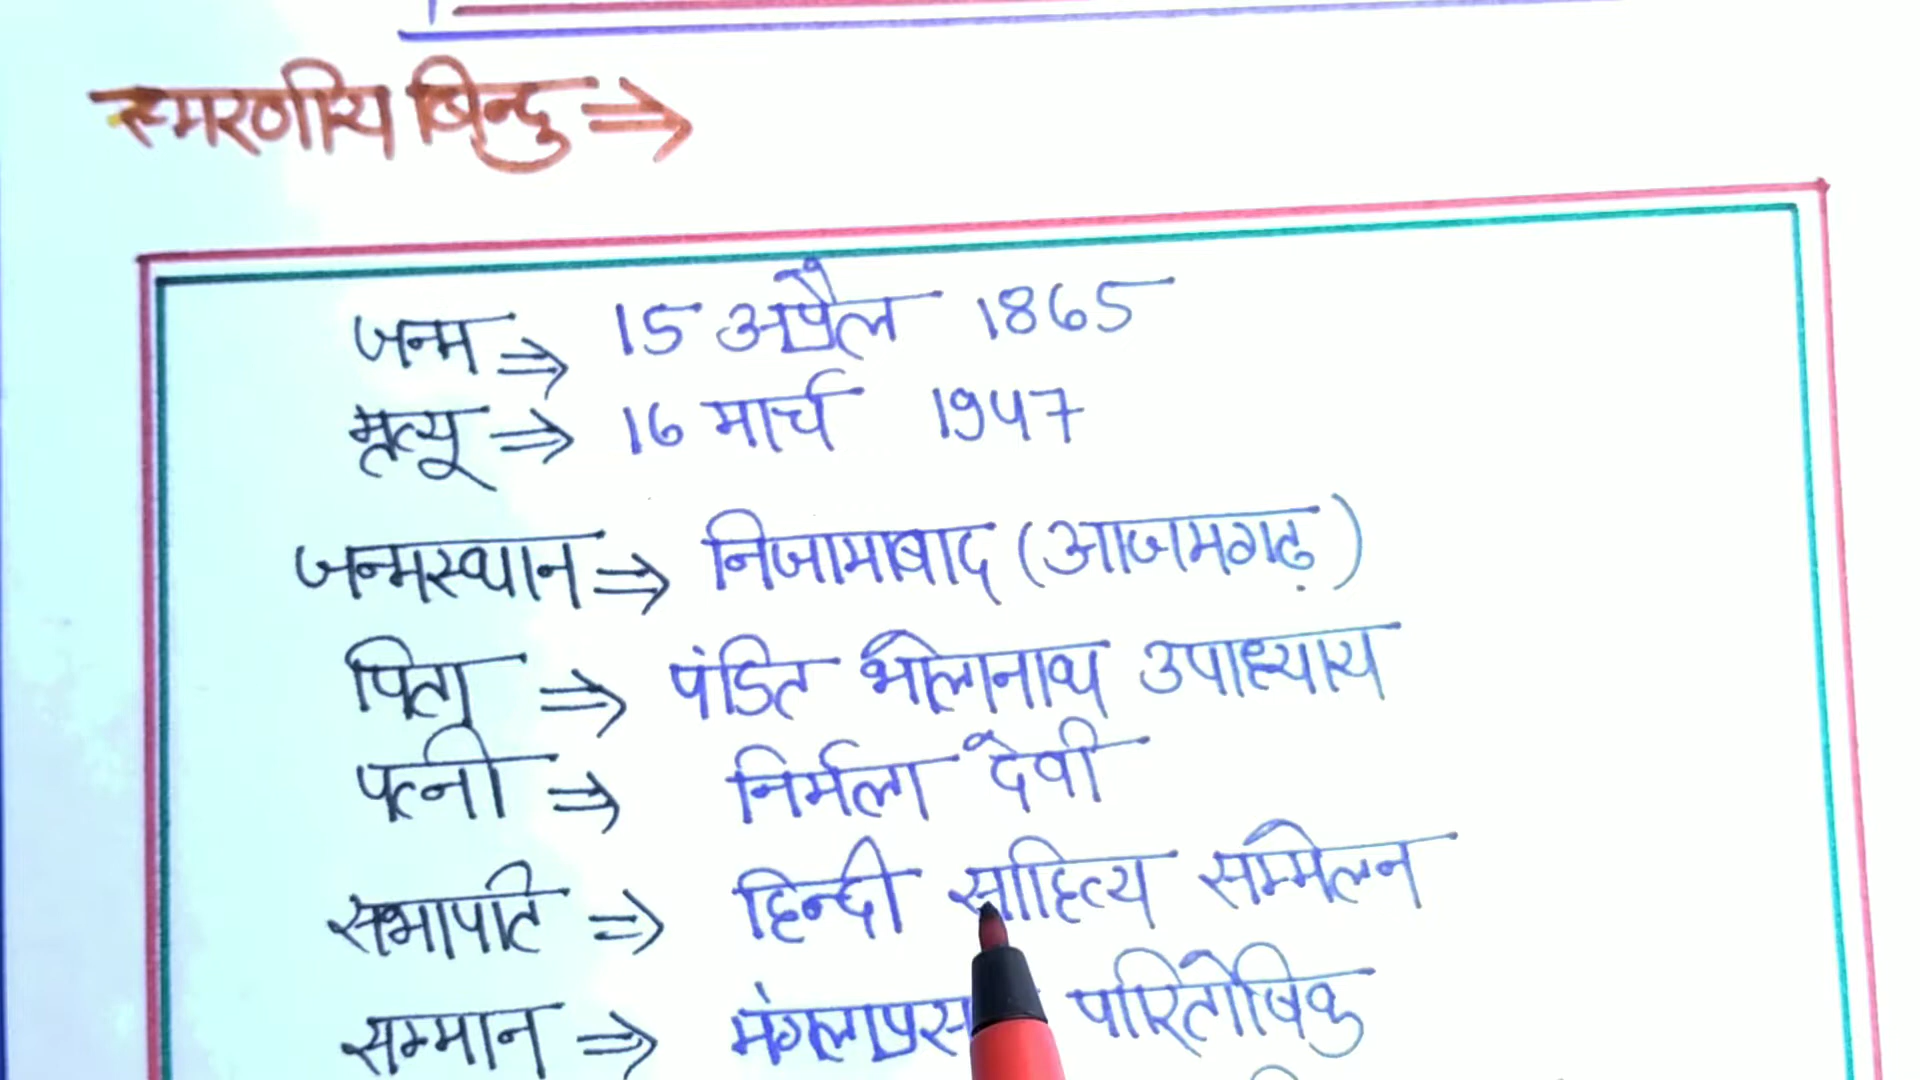 स्मरणीय बिन्दु ⇒
जन्म ⇒ 15 अप्रैल 1865
मृत्यू ⇒ 16 मार्च 1947
जन्मस्थान ⇒ निजामाबाद (आजमगढ़)
पिता ⇒ पंडित भोलानाथ उपाध्याय
पत्नी ⇒ निर्मला देवी
सभापति ⇒ हिन्दी साहित्य सम्मेलन
सम्मान ⇒ पारितोषिक